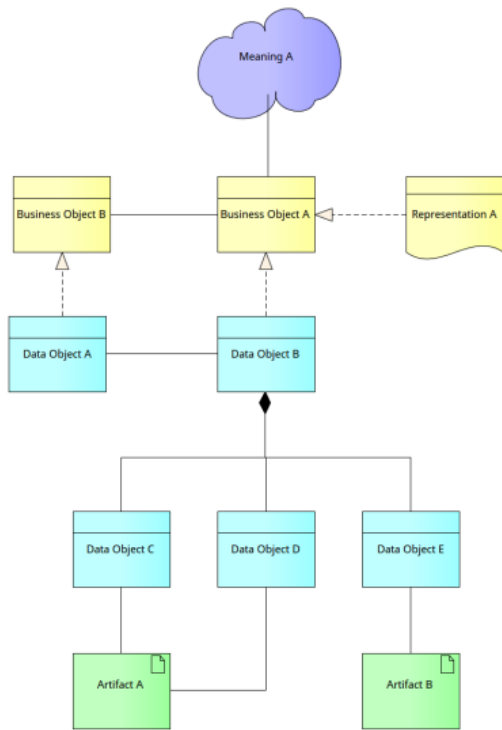 Meaning A
Business Object B
Business Object A
Representation A
Data Object A
Data Object B
Data Object C
Data Object D
Data Object E
Artifact A
Artifact B